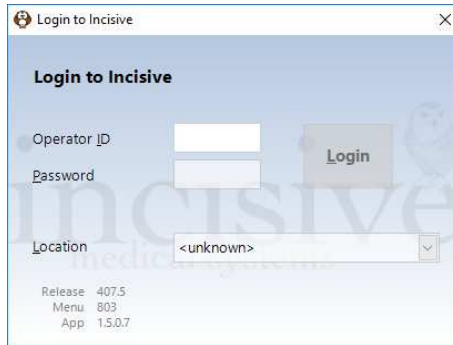 Login to Incisive
Login to Incisive
Operator ID
Login
Password
incisive
medical systems
Location
<unknown>
Release 407.5
Menu 803
App 1.5.0.7